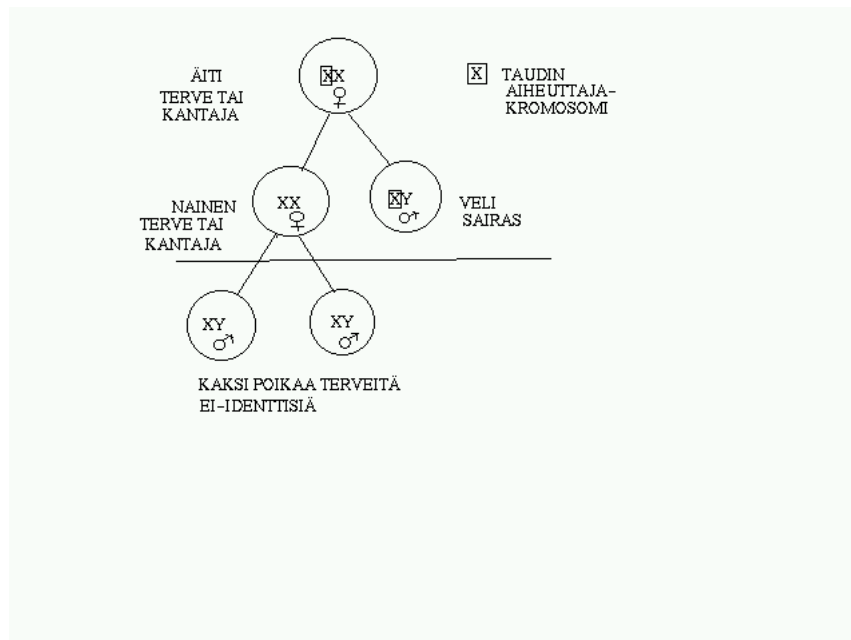 ÄITI
TERVE TAI
KANTAJA
XX
X
TAUDIN
AIHEUTTAJA-
KROMOSOMI
NAINEN
TERVE TAI
KANTAJA
XX
XY
VELI
SAIRAS
XY
XY
KAKSI POIKAA TERVEITÄ
EI-IDENTTISIÄ